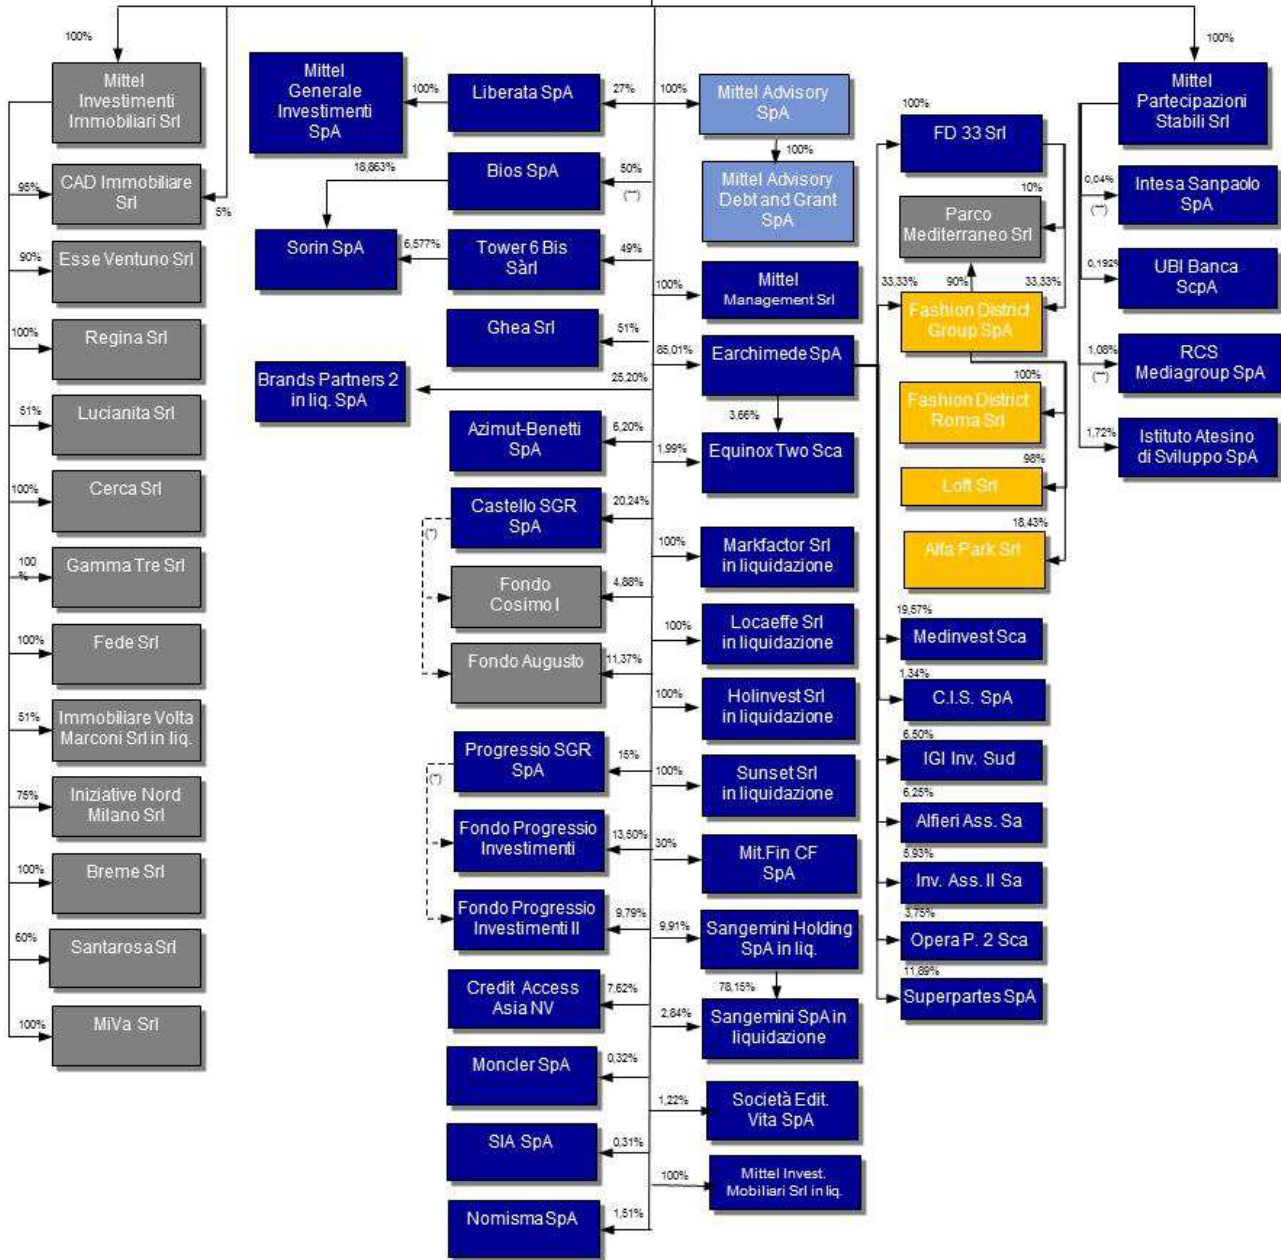 100%
100%
Mittel
Investimenti
Immobiliari Srl
95%
CAD Immobiliare
Srl
5%
90%
Esse Ventuno Srl
100%
Regina Srl
51%
Lucianita Srl
100%
Cerca Srl
100
%
Gamma Tre Srl
100%
Fede Srl
51%
Immobiliare Volta
Marconi Srl in liq.
75%
Iniziative Nord
Milano Srl
100%
Breme Srl
60%
Santarosa Srl
100%
MiVa Srl
Mittel
Generale
Investimenti
SpA
100%
Liberata SpA
27%
18,863%
Bios SpA
50%
(**)
Sorin SpA
6,577%
Tower 6 Bis
Sàrl
49%
Ghea Srl
51%
Brands Partners 2
in liq. SpA
25,20%
Azimut-Benetti
SpA
6,20%
Castello SGR
SpA
20,24%
(*)
Fondo
Cosimo I
4,88%
Fondo Augusto
11,37%
Progressio SGR
SpA
15%
(*)
Fondo Progressio
Investimenti
13,50%
Fondo Progressio
Investimenti II
9,79%
Credit Access
Asia NV
7,62%
Moncler SpA
0,32%
SIA SpA
0,31%
Nomisma SpA
1,51%
100%
Mittel Advisory
SpA
100%
Mittel Advisory
Debt and Grant
SpA
100%
Mittel
Management Srl
85,01%
Earchimede SpA
3,66%
1,99%
Equinox Two Sca
100%
Markfactor Srl
in liquidazione
100%
Locaeffe Srl
in liquidazione
100%
Holinvest Srl
in liquidazione
100%
Sunset Srl
in liquidazione
30%
Mit.Fin CF
SpA
9,91%
Sangemini Holding
SpA in liq.
78,15%
2,84%
Sangemini SpA in
liquidazione
1,22%
Società Edit.
Vita SpA
100%
Mittel Invest.
Mobiliari Srl in liq.
100%
FD 33 Srl
10%
Parco
Mediterraneo Srl
33,33%
90%
33,33%
Fashion District
Group SpA
100%
Fashion District
Roma Srl
98%
Loft Srl
18,43%
Alfa Park Srl
19,57%
Medinvest Sca
1,34%
C.I.S. SpA
6,50%
IGI Inv. Sud
6,25%
Alfieri Ass. Sa
5,93%
Inv. Ass. II Sa
3,75%
Opera P. 2 Sca
11,89%
Superpartes SpA
Mittel
Partecipazioni
Stabili Srl
0,04%
(**)
Intesa Sanpaolo
SpA
0,192%
UBI Banca
ScpA
1,08%
(**)
RCS
Mediagroup SpA
1,72%
Istituto Atesino
di Sviluppo SpA